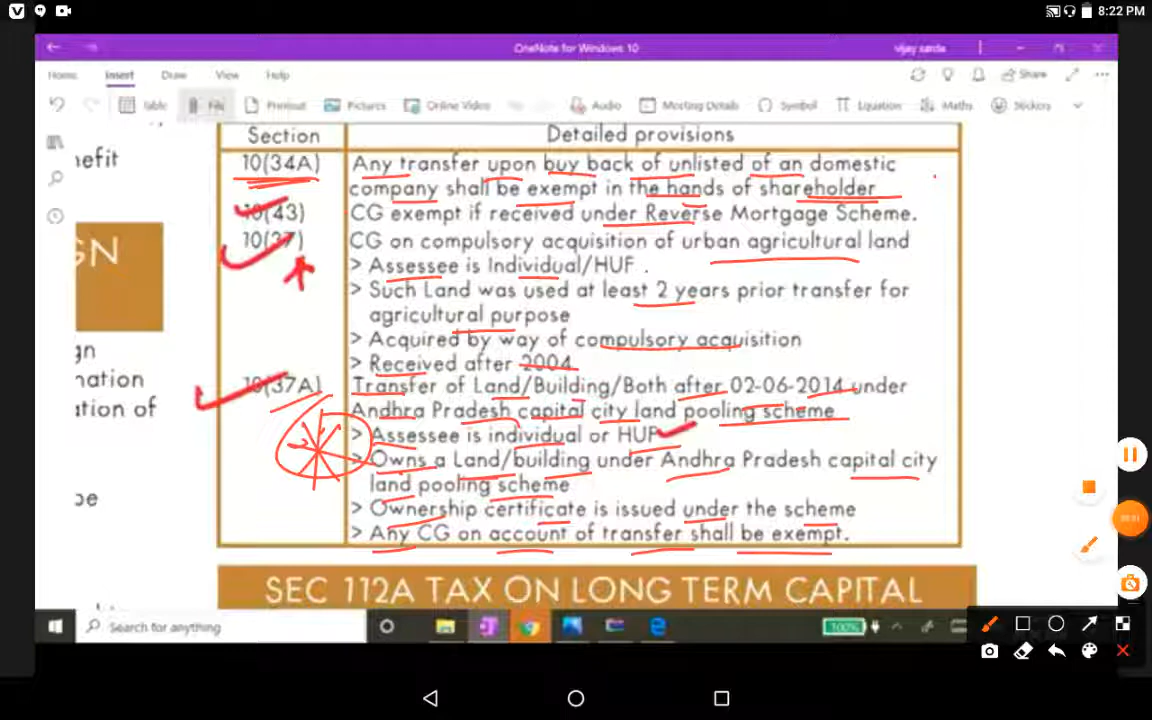 8:22 PM
OneNote for Windows 10
vijay sarda
Home Insert Draw View Help
Share
Table File Printout Pictures Online Video Audio Meeting Details Symbol Equation Maths Stickers
Section Detailed provisions
10(34A) Any transfer upon buy back of unlisted of an domestic
company shall be exempt in the hands of shareholder
10(43) CG exempt if received under Reverse Mortgage Scheme.
10(37) CG on compulsory acquisition of urban agricultural land
> Assessee is Individual/HUF .
> Such Land was used at least 2 years prior transfer for
agricultural purpose
> Acquired by way of compulsory acquisition
> Received after 2004
10(37A) Transfer of Land/Building/Both after 02-06-2014 under
Andhra Pradesh capital city land pooling scheme
> Assessee is individual or HUF
> Owns a Land/building under Andhra Pradesh capital city
land pooling scheme
> Ownership certificate is issued under the scheme
> Any CG on account of transfer shall be exempt.
SEC 112A TAX ON LONG TERM CAPITAL
nefit
GN
gn
nation
ation of
be
Search for anything
100%